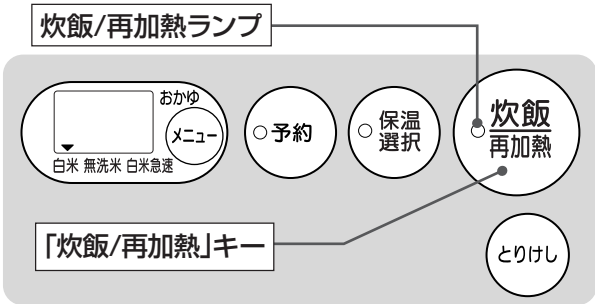 炊飯/再加熱ランプ
おかゆ
メニュー
白米 無洗米 白米急速
予約
保温
選択
炊飯
再加熱
「炊飯/再加熱」キー
とりけし